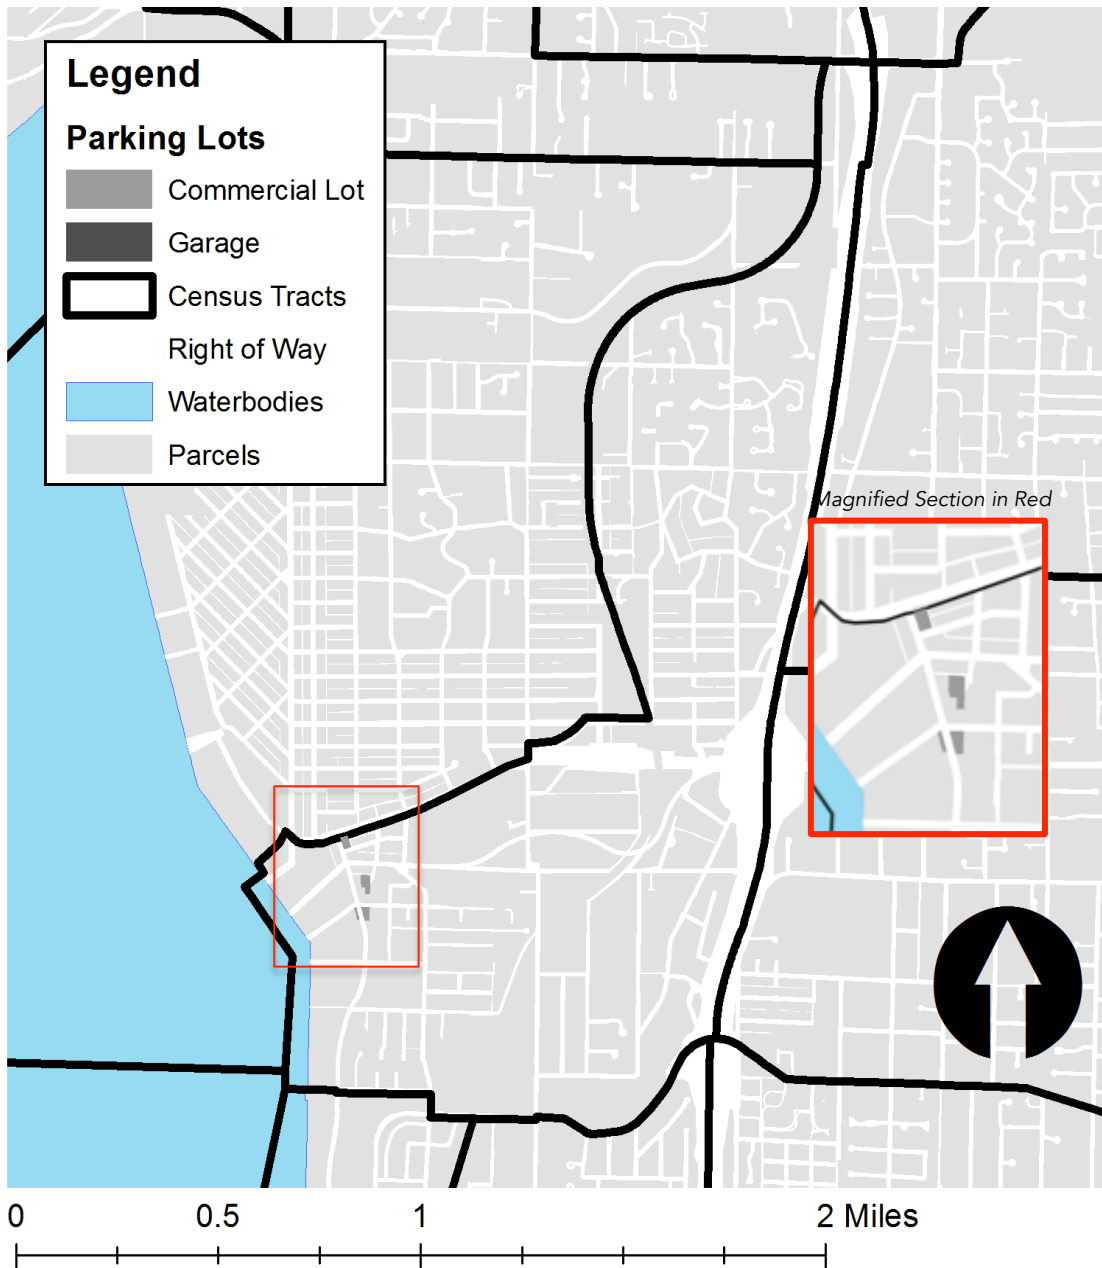 Legend
Parking Lots
Commercial Lot
Garage
Census Tracts
Right of Way
Waterbodies
Parcels
Magnified Section in Red
0 0.5 1 2 Miles